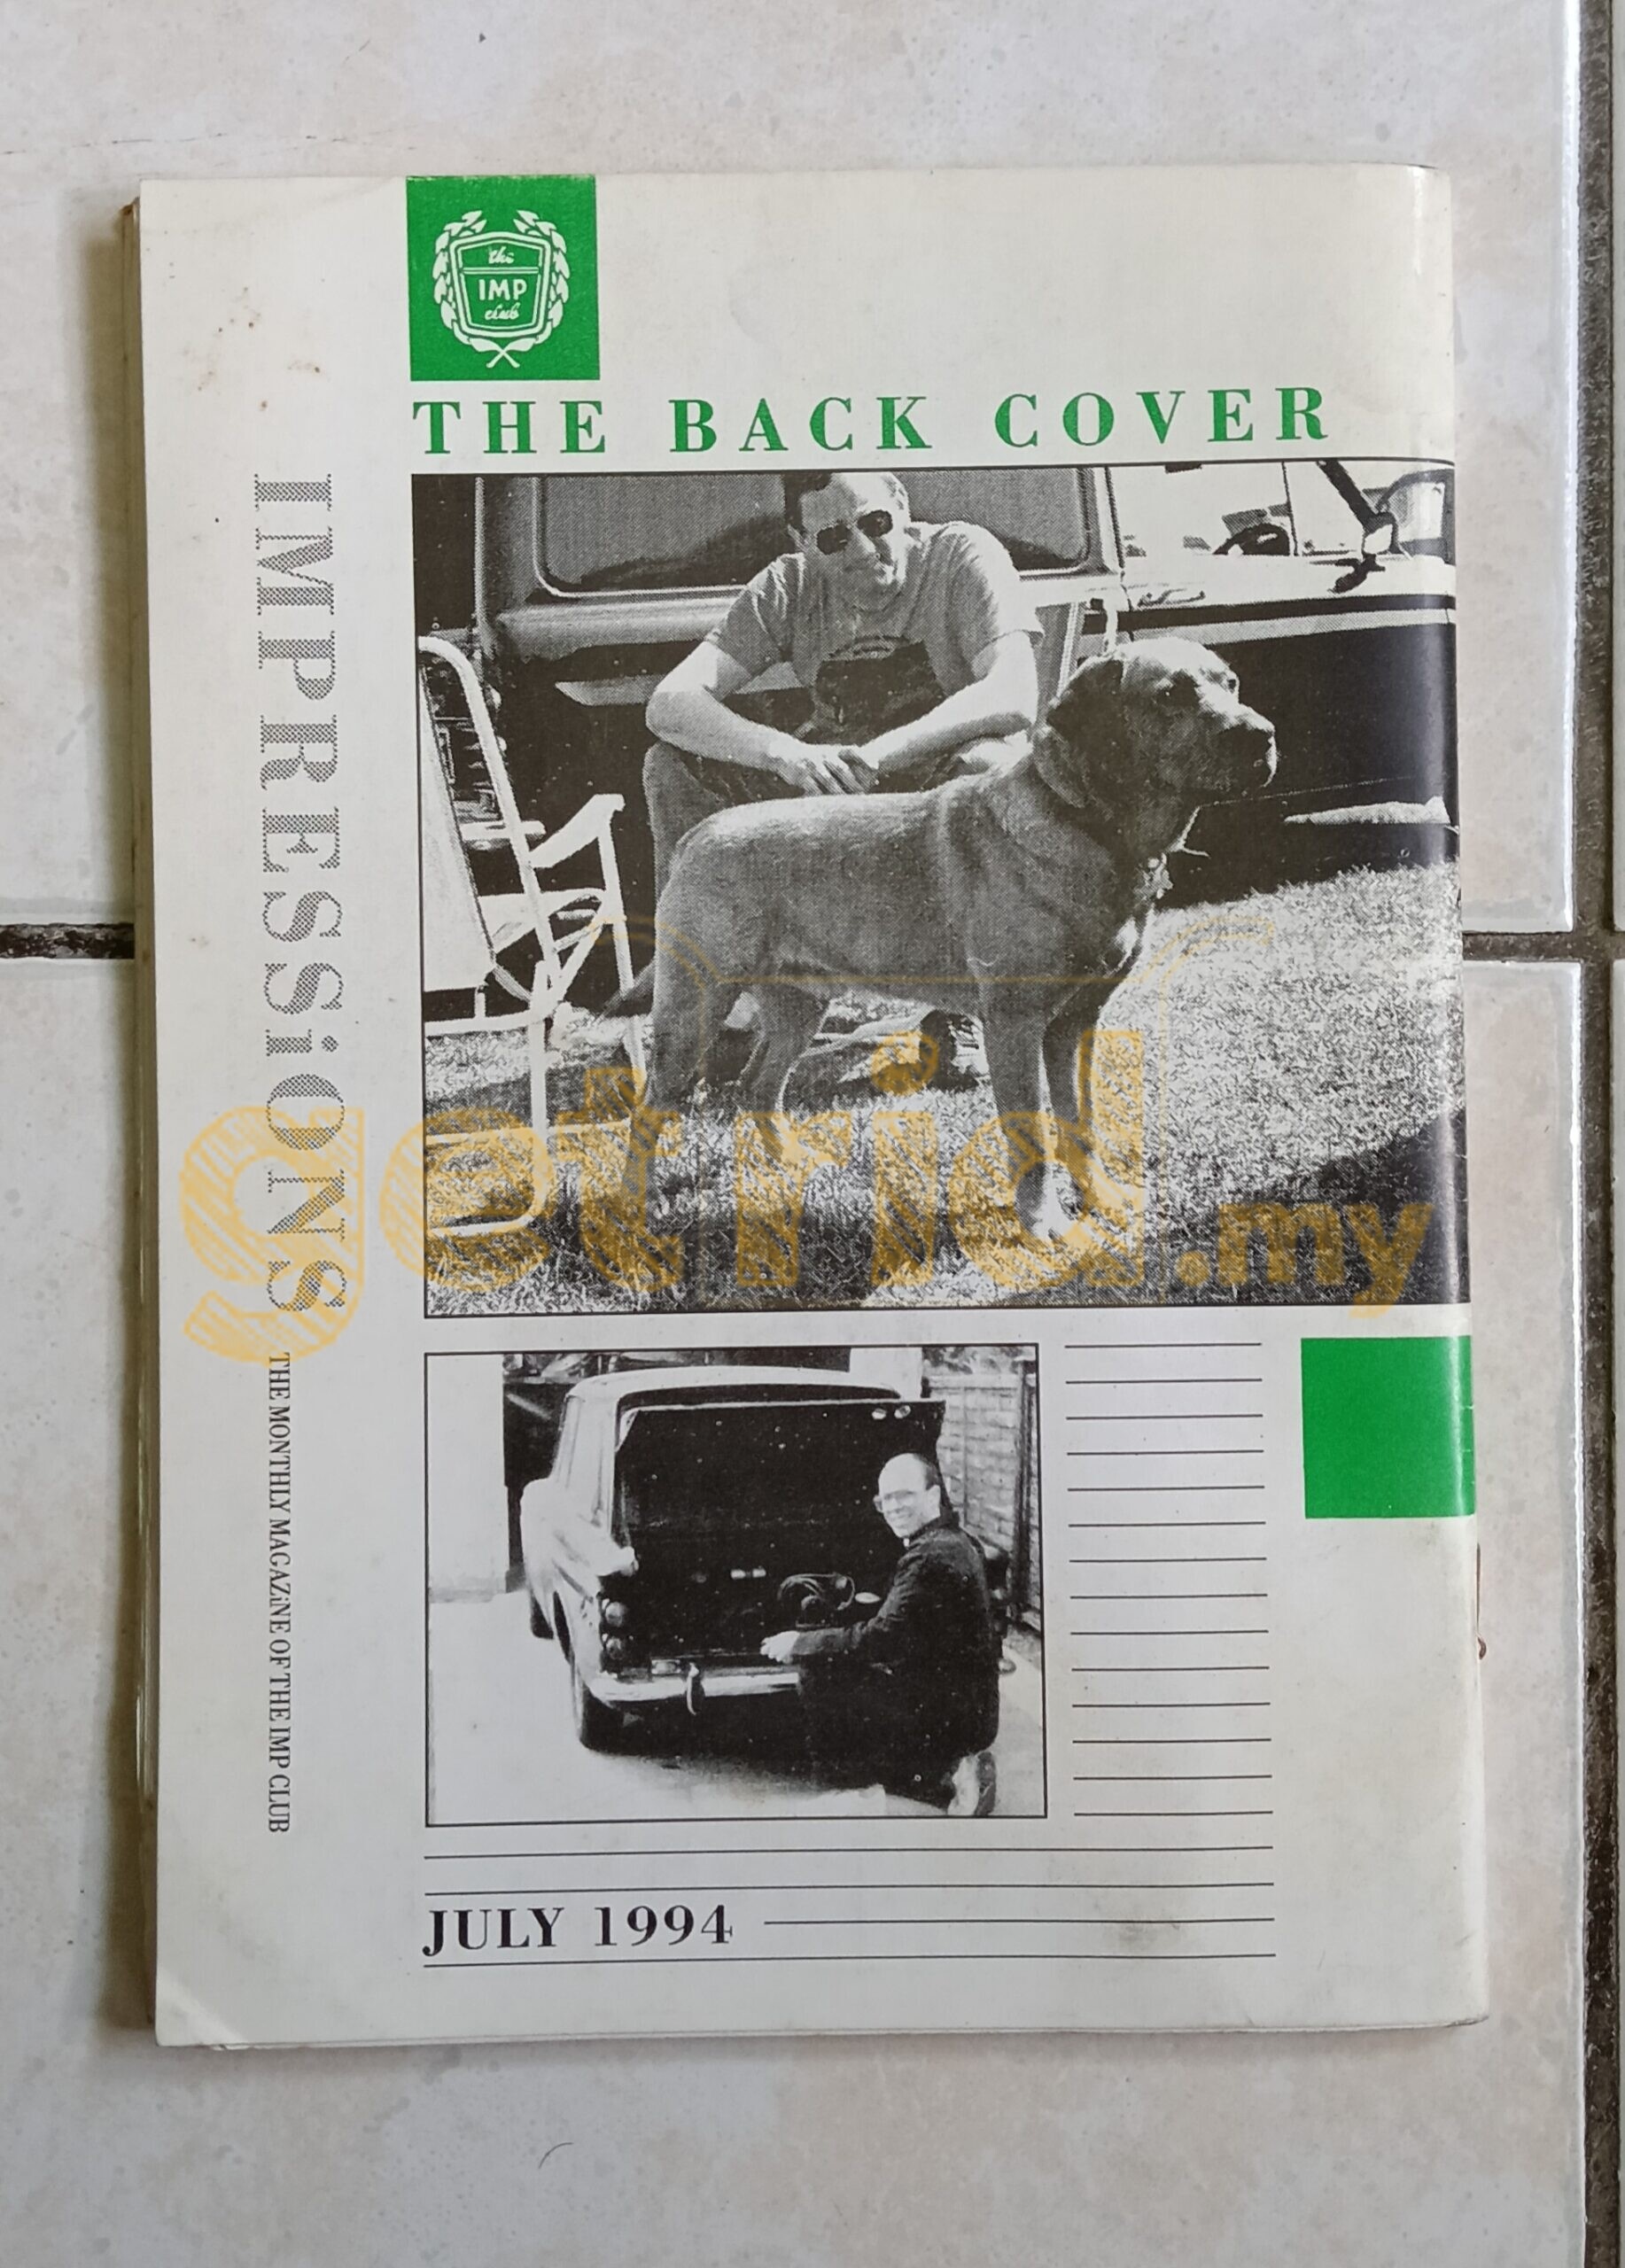 the
IMP
club
THE BACK COVER
IMPRESSiONS
THE MONTHLY MAGAZiNE OF THE IMP CLUB
getrid.my
JULY 1994